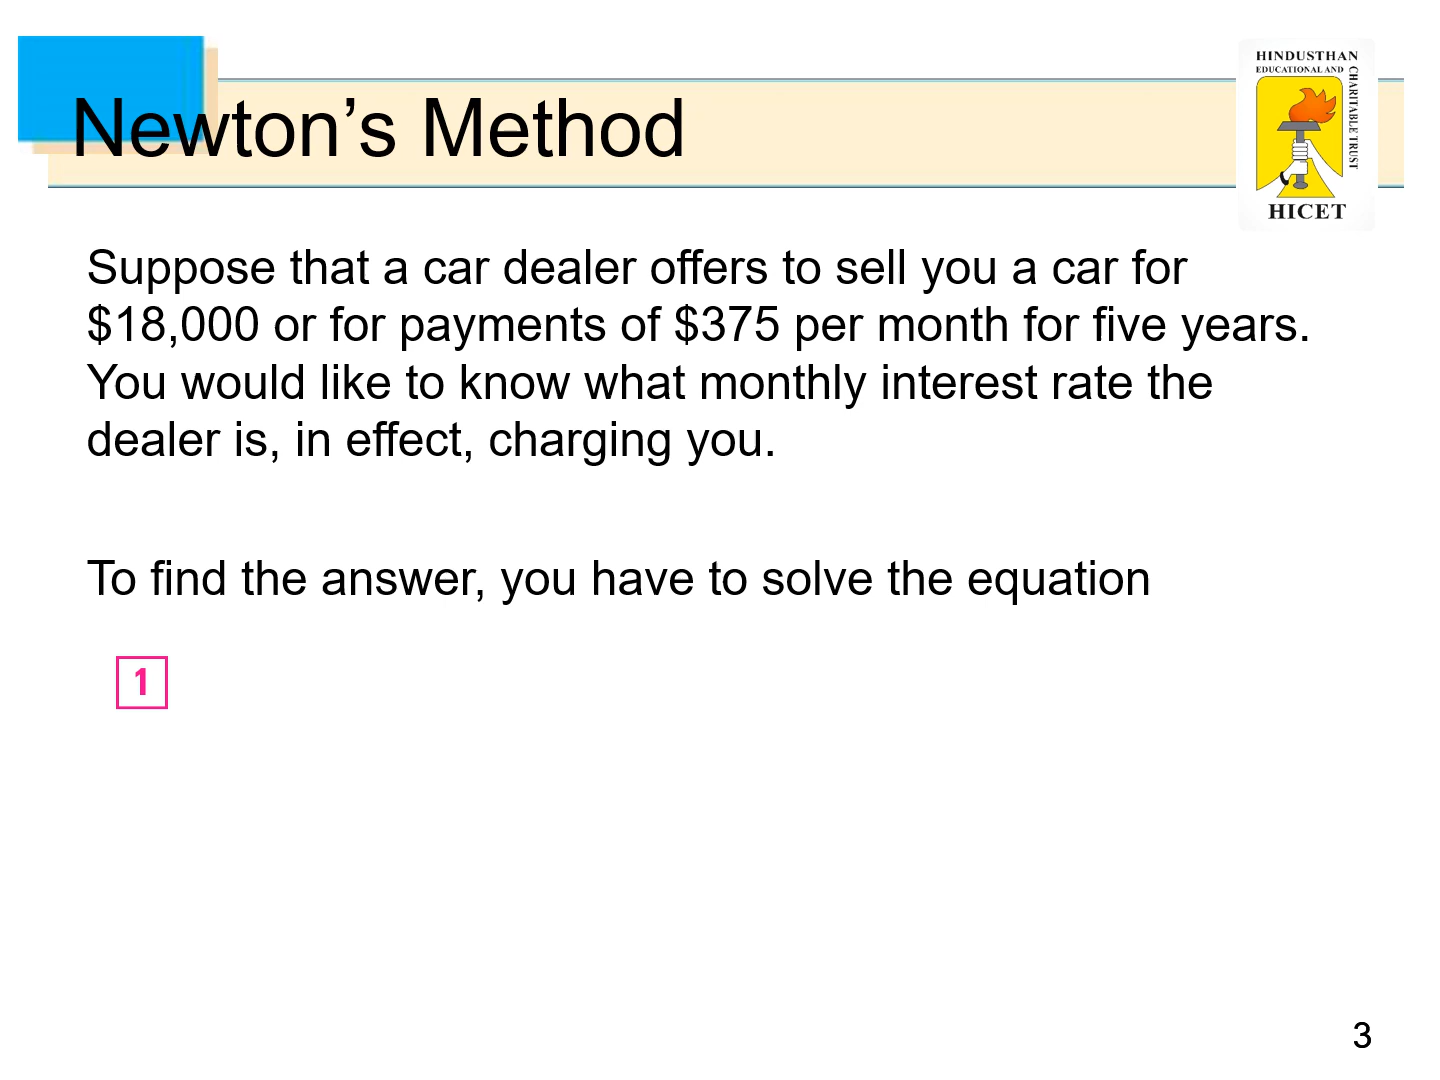 Newton’s Method
HINDUSTHAN
EDUCATIONAL AND
CHARITABLE TRUST
HICET
Suppose that a car dealer offers to sell you a car for
$18,000 or for payments of $375 per month for five years.
You would like to know what monthly interest rate the
dealer is, in effect, charging you.
To find the answer, you have to solve the equation
1
3